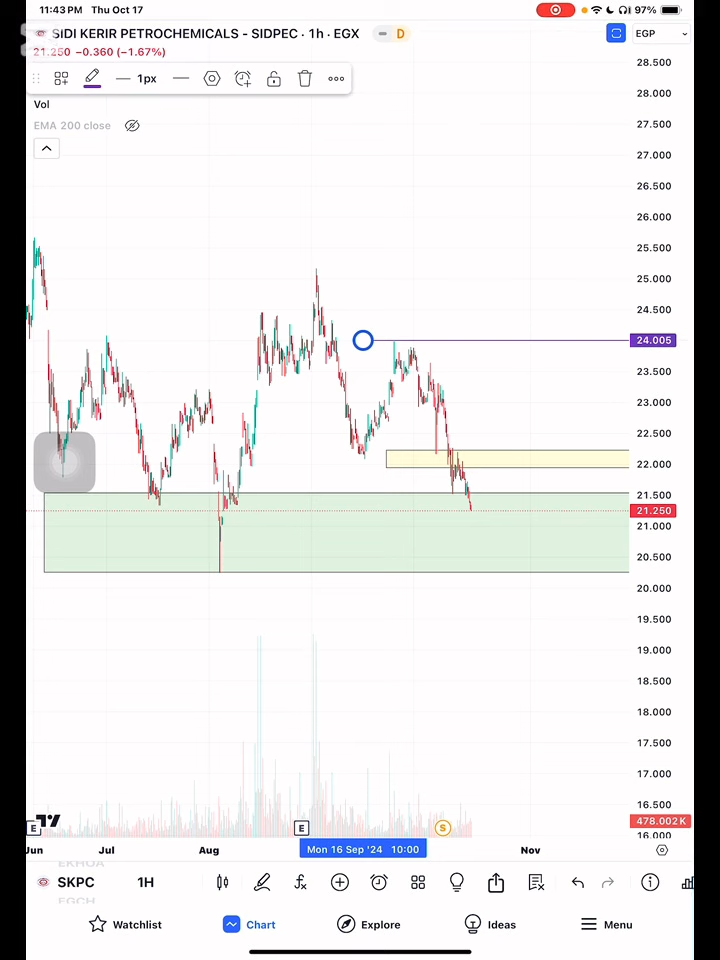 11:43 PM Thu Oct 17
97%
SIDI KERIR PETROCHEMICALS - SIDPEC · 1h · EGX
D
EGP
21.250 −0.360 (−1.67%)
1px
Vol
EMA 200 close
28.500
28.000
27.500
27.000
26.500
26.000
25.500
25.000
24.500
24.005
23.500
23.000
22.500
22.000
21.500
21.250
21.000
20.500
20.000
19.500
19.000
18.500
18.000
17.500
17.000
16.500
478.002K
16.000
E
E
S
Jun
Jul
Aug
Mon 16 Sep '24 10:00
Nov
EKHOA
SKPC
1H
EGCH
Watchlist
Chart
Explore
Ideas
Menu